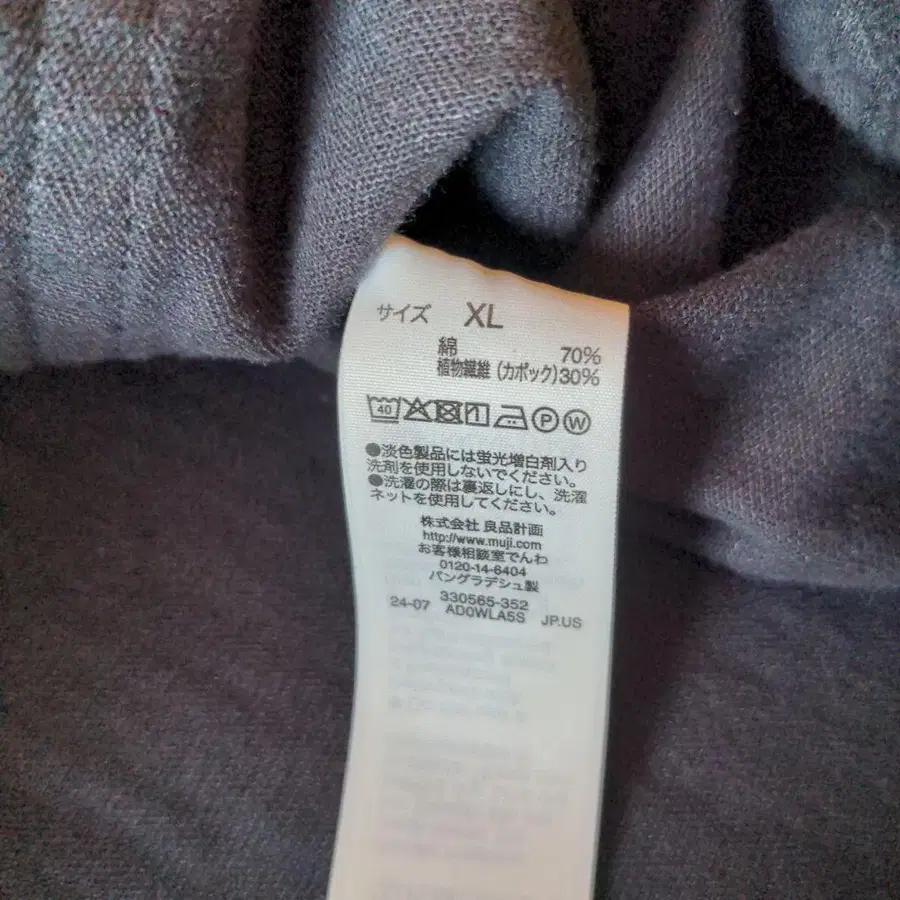 サイズ XL
綿 70%
植物繊維（カポック）30%
40 P W
●淡色製品には蛍光増白剤入り
洗剤を使用しないでください。
●洗濯の際は裏返しにし、洗濯
ネットを使用してください。
株式会社 良品計画
http://www.muji.com
お客様相談室でんわ
0120-14-6404
バングラデシュ製
330565-352
24-07 AD0WLA5S JP.US